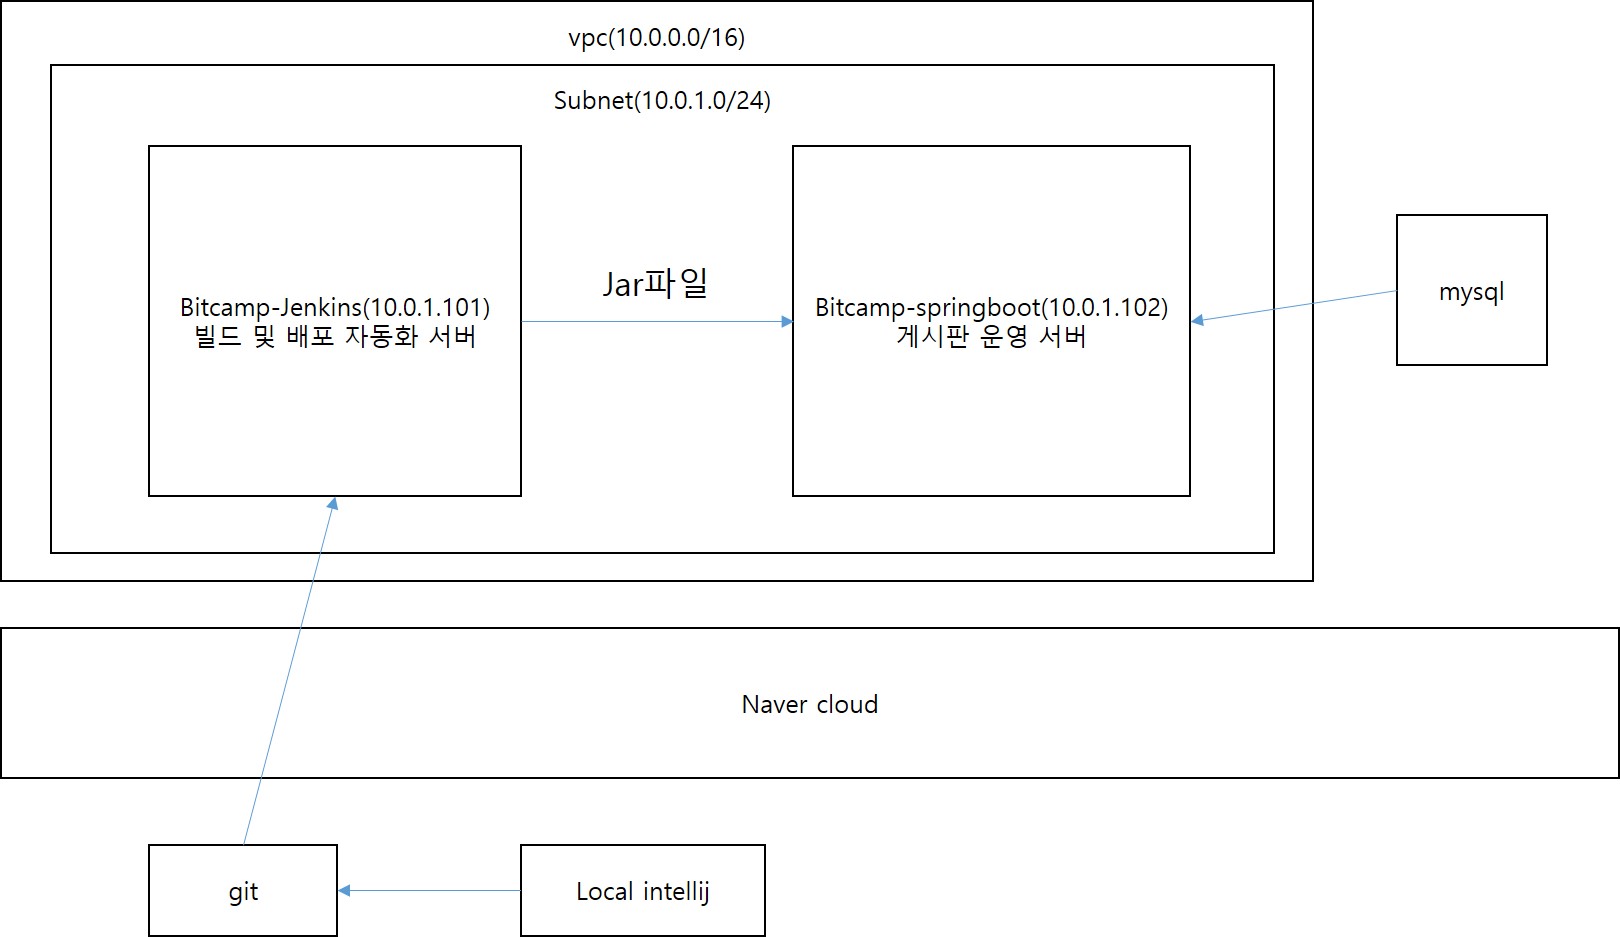 vpc(10.0.0.0/16)
Subnet(10.0.1.0/24)
Jar파일
Bitcamp-Jenkins(10.0.1.101)
빌드 및 배포 자동화 서버
Bitcamp-springboot(10.0.1.102)
게시판 운영 서버
mysql
Naver cloud
git
Local intellij